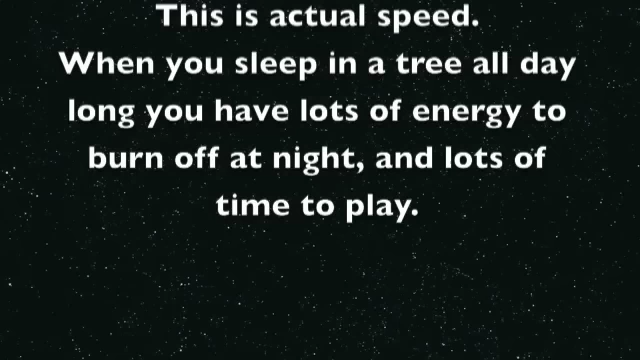 This is actual speed.
When you sleep in a tree all day
long you have lots of energy to
burn off at night, and lots of
time to play.